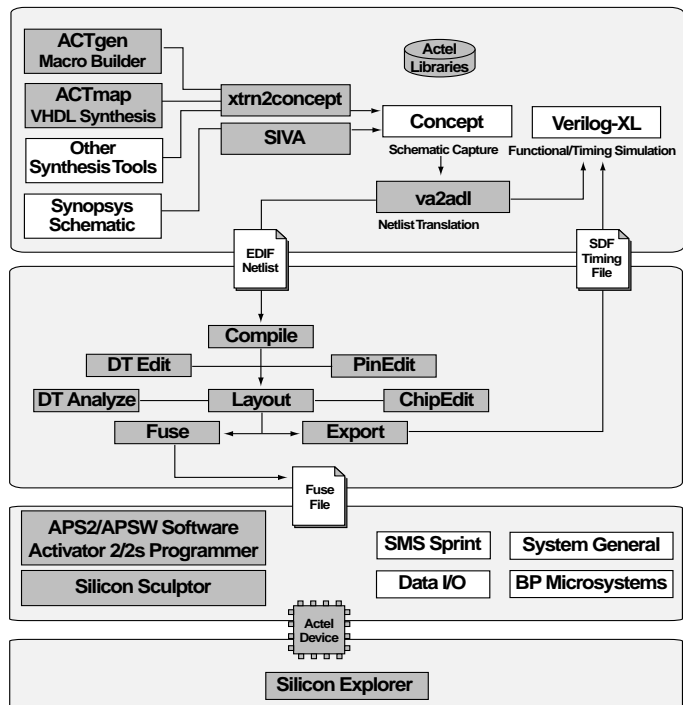 ACTgen
Macro Builder
Actel
Libraries
ACTmap
VHDL Synthesis
xtrn2concept
Concept
Verilog-XL
SIVA
Other
Synthesis Tools
Schematic Capture
Functional/Timing Simulation
Synopsys
Schematic
va2adl
Netlist Translation
EDIF
Netlist
SDF
Timing
File
Compile
DT Edit
PinEdit
DT Analyze
Layout
ChipEdit
Fuse
Export
Fuse
File
APS2/APSW Software
Activator 2/2s Programmer
SMS Sprint
System General
Silicon Sculptor
Data I/O
BP Microsystems
Actel
Device
Silicon Explorer